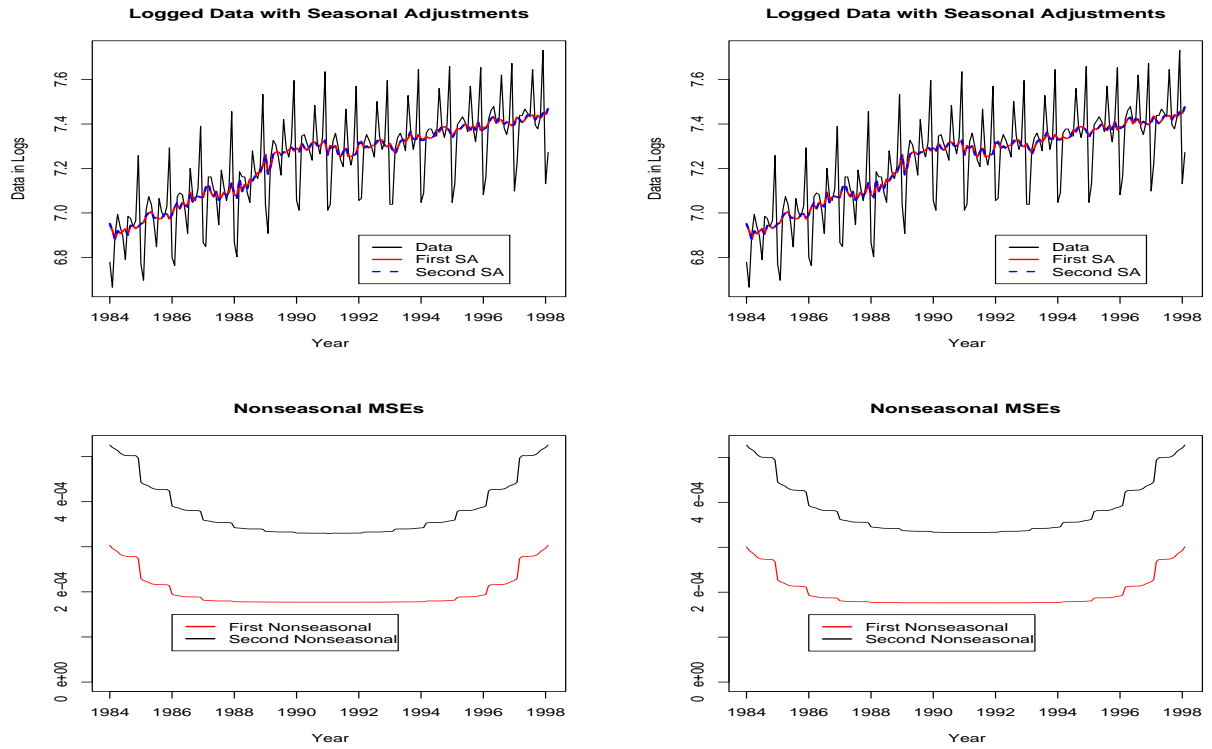 Logged Data with Seasonal Adjustments
Data in Logs
7.6
7.4
7.2
7.0
6.8
Data
First SA
Second SA
1984 1986 1988 1990 1992 1994 1996 1998
Year
Logged Data with Seasonal Adjustments
Data in Logs
7.6
7.4
7.2
7.0
6.8
Data
First SA
Second SA
1984 1986 1988 1990 1992 1994 1996 1998
Year
Nonseasonal MSEs
4 e-04
2 e-04
0 e+00
First Nonseasonal
Second Nonseasonal
1984 1986 1988 1990 1992 1994 1996 1998
Year
Nonseasonal MSEs
4 e-04
2 e-04
0 e+00
First Nonseasonal
Second Nonseasonal
1984 1986 1988 1990 1992 1994 1996 1998
Year